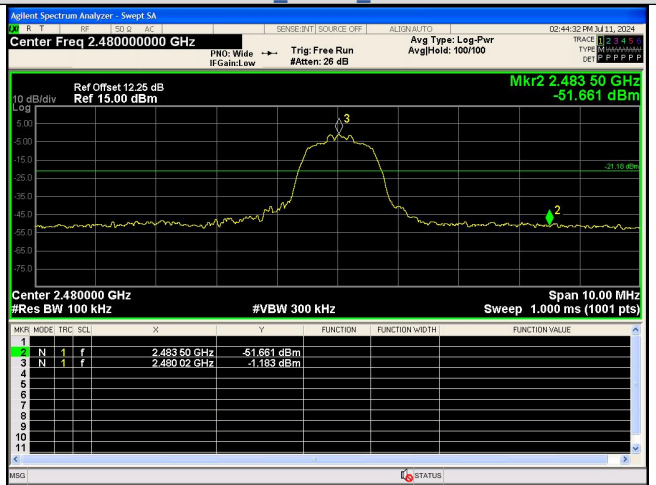 Agilent Spectrum Analyzer - Swept SA
R T RF 50 Ω AC SENSE:INT SOURCE OFF ALIGN AUTO 02:44:32 PM Jul 11, 2024
Center Freq 2.480000000 GHz
PNO: Wide
IFGain:Low
Trig: Free Run
#Atten: 26 dB
Avg Type: Log-Pwr
Avg|Hold: 100/100
TRACE 1 2 3 4 5 6
TYPE M
DET P P P P P P
Mkr2 2.483 50 GHz
-51.661 dBm
Ref Offset 12.25 dB
10 dB/div Ref 15.00 dBm
Log
5.00
-5.00
-15.0
-25.0
-35.0
-45.0
-55.0
-65.0
-75.0
3
-21.18 dBm
2
Center 2.480000 GHz Span 10.00 MHz
#Res BW 100 kHz #VBW 300 kHz Sweep 1.000 ms (1001 pts)
MKR MODE TRC SCL X Y FUNCTION FUNCTION WIDTH FUNCTION VALUE
1
2 N 1 f 2.483 50 GHz -51.661 dBm
3 N 1 f 2.480 02 GHz -1.183 dBm
4
5
6
7
8
9
10
11
MSG STATUS